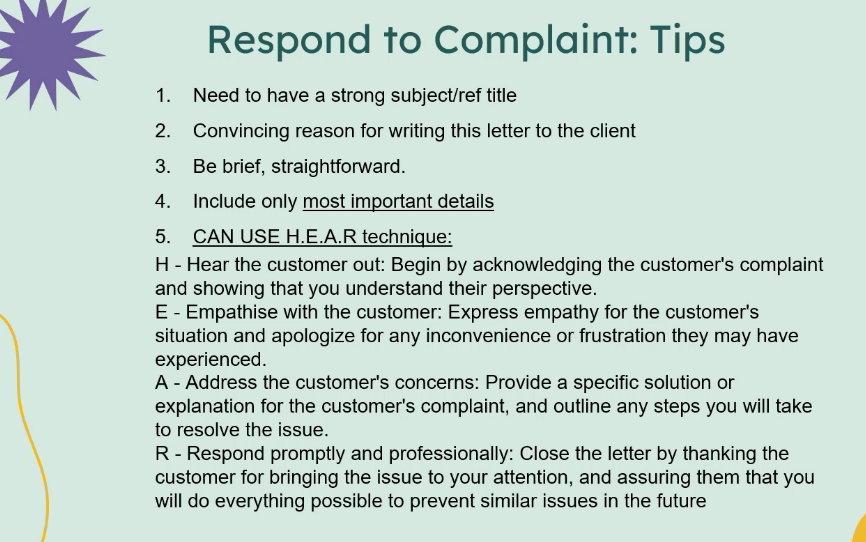 Respond to Complaint: Tips
1. Need to have a strong subject/ref title
2. Convincing reason for writing this letter to the client
3. Be brief, straightforward.
4. Include only most important details
5. CAN USE H.E.A.R technique:
H - Hear the customer out: Begin by acknowledging the customer's complaint
and showing that you understand their perspective.
E - Empathise with the customer: Express empathy for the customer's
situation and apologize for any inconvenience or frustration they may have
experienced.
A - Address the customer's concerns: Provide a specific solution or
explanation for the customer's complaint, and outline any steps you will take
to resolve the issue.
R - Respond promptly and professionally: Close the letter by thanking the
customer for bringing the issue to your attention, and assuring them that you
will do everything possible to prevent similar issues in the future